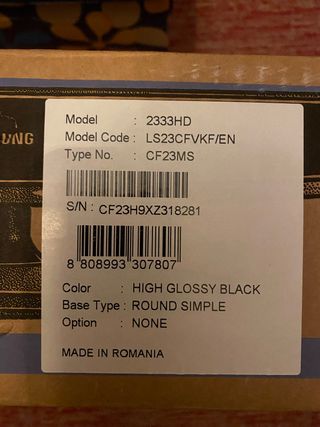 SUNG
Model : 2333HD
Model Code : LS23CFVKF/EN
Type No. : CF23MS
S/N : CF23H9XZ318281
8 808993 307807
Color : HIGH GLOSSY BLACK
Base Type : ROUND SIMPLE
Option : NONE
MADE IN ROMANIA